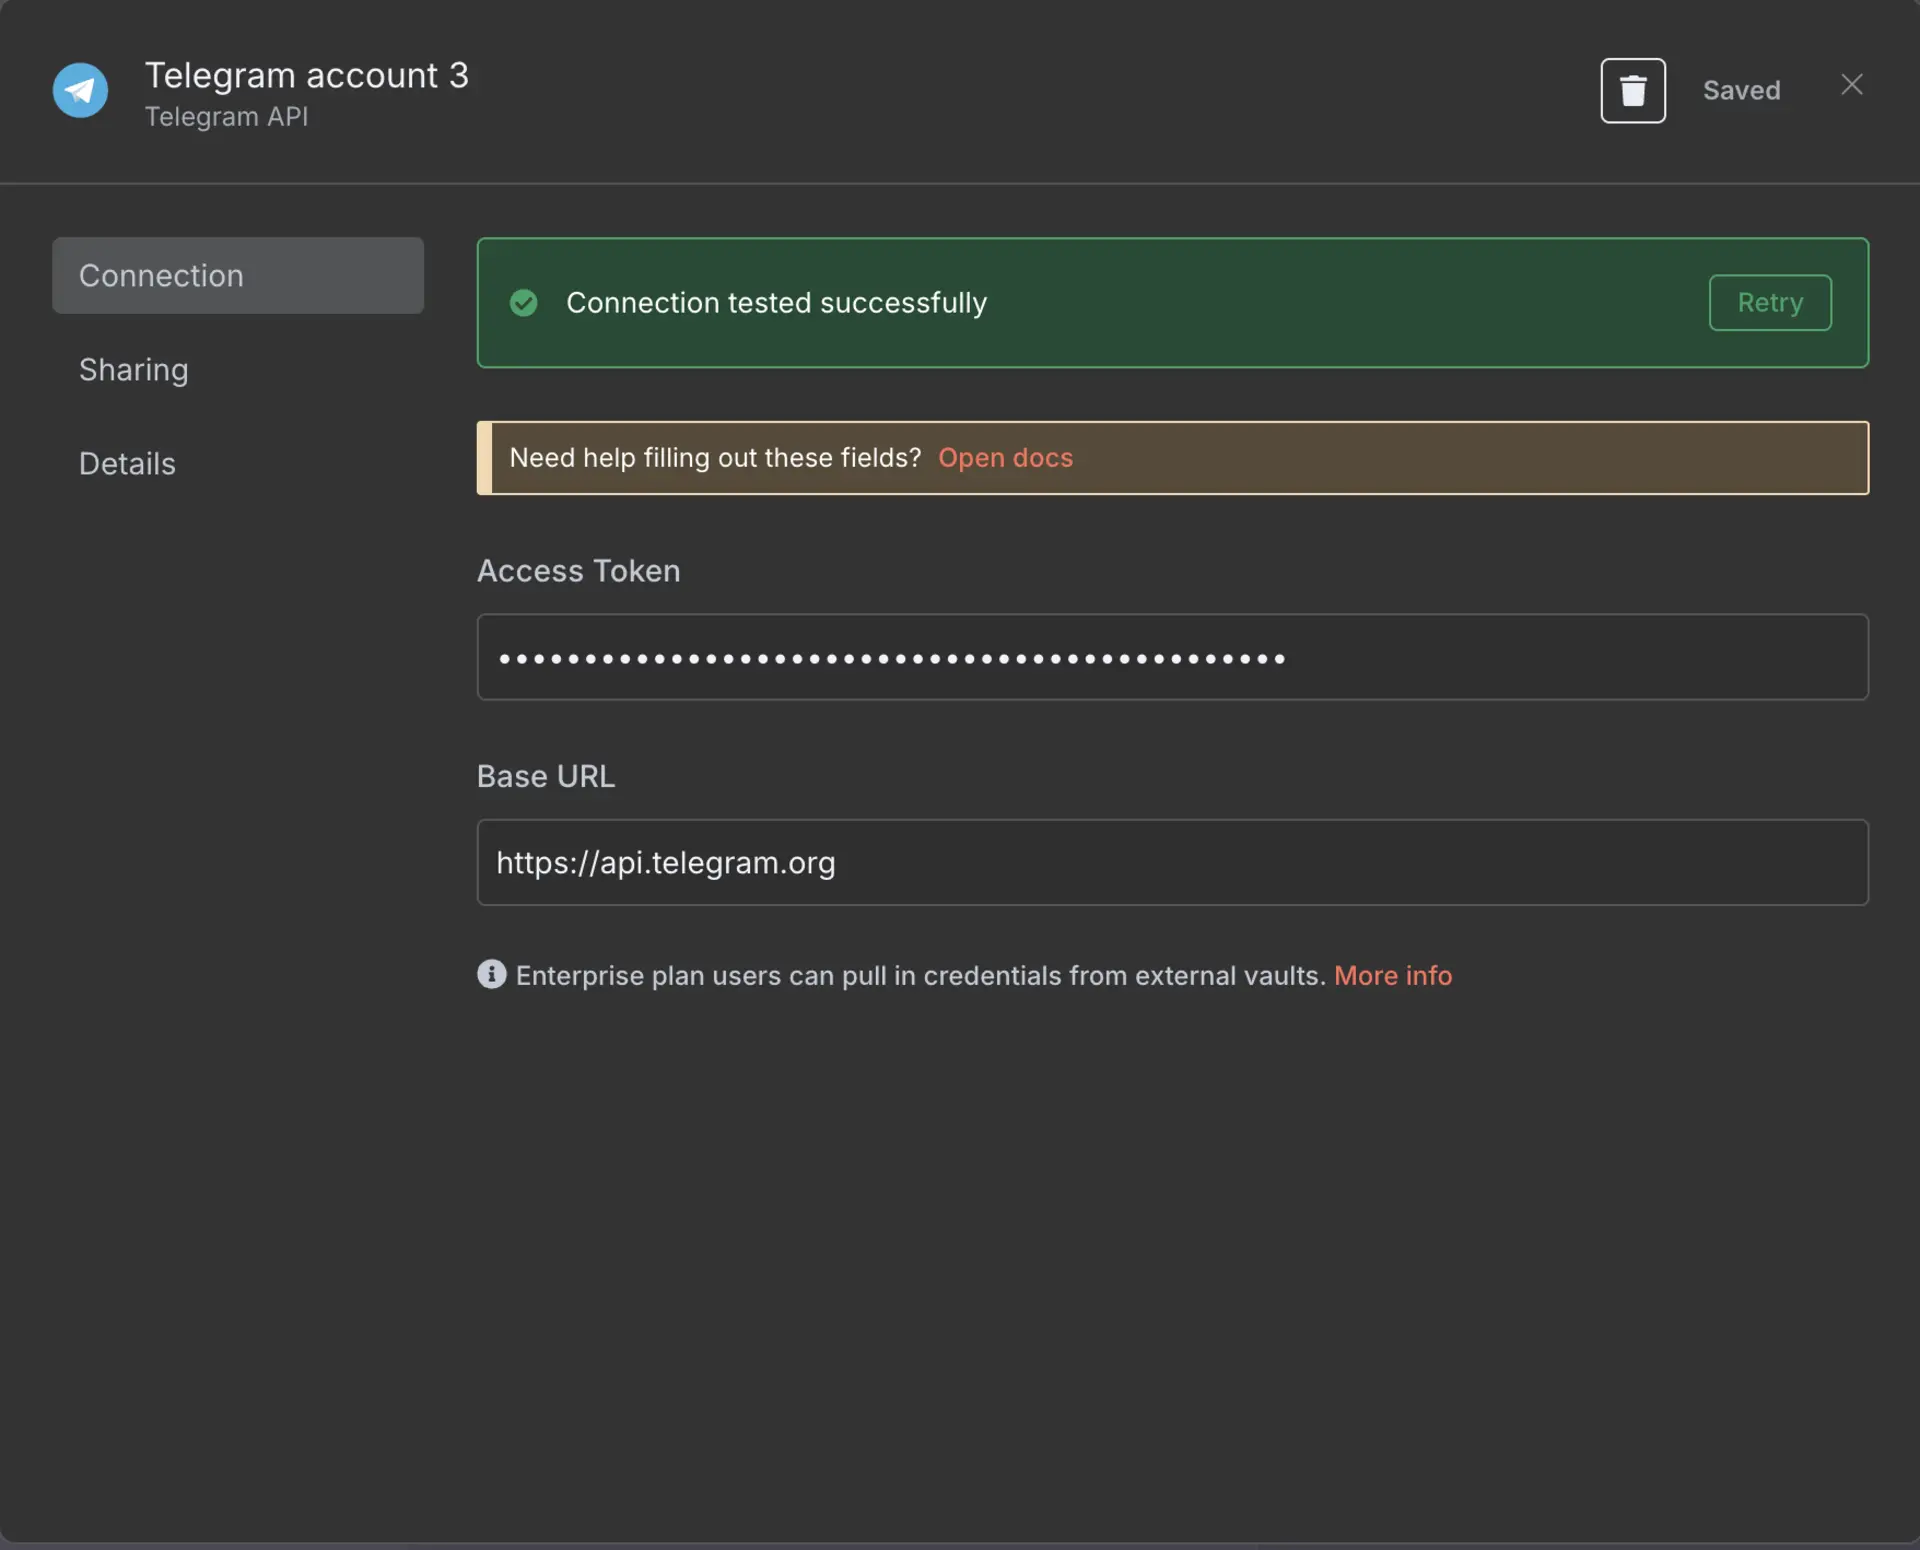 Telegram account 3
Telegram API
Saved
Connection
Sharing
Details
Connection tested successfully
Retry
Need help filling out these fields? Open docs
Access Token
••••••••••••••••••••••••••••••••••••••••••••••
Base URL
https://api.telegram.org
Enterprise plan users can pull in credentials from external vaults. More info